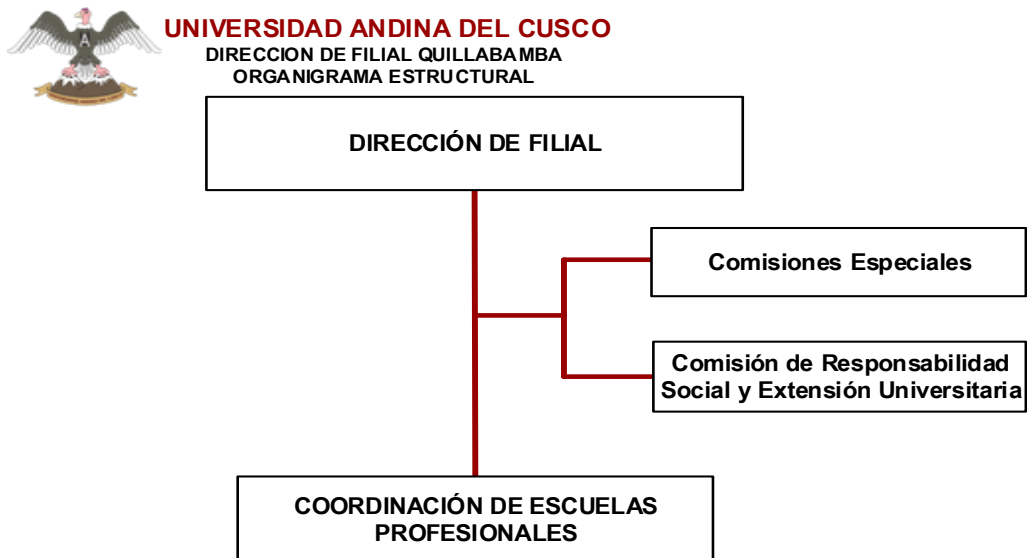 UNIVERSIDAD ANDINA DEL CUSCO
DIRECCION DE FILIAL QUILLABAMBA
ORGANIGRAMA ESTRUCTURAL
DIRECCIÓN DE FILIAL
Comisiones Especiales
Comisión de Responsabilidad
Social y Extensión Universitaria
COORDINACIÓN DE ESCUELAS
PROFESIONALES